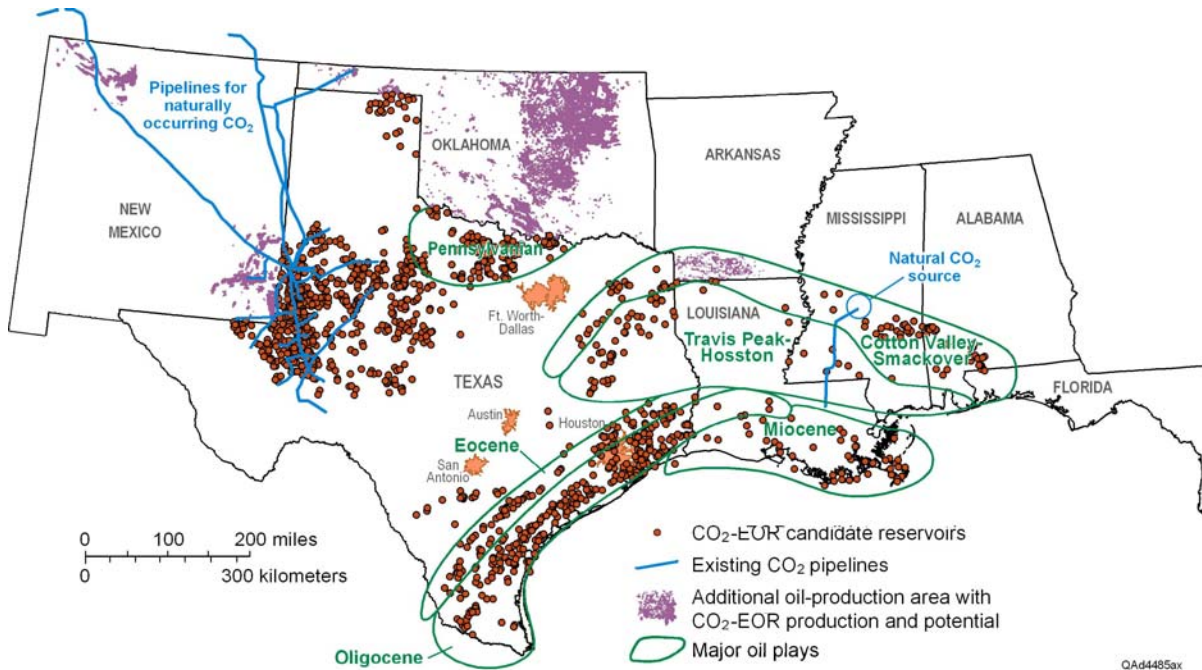 Pipelines for
naturally
occurring CO₂
NEW
MEXICO
OKLAHOMA
ARKANSAS
MISSISSIPPI
ALABAMA
Natural CO₂
source
Pennsylvanian
Ft. Worth-
Dallas
LOUISIANA
Travis Peak-
Hosston
Cotton Valley-
Smackover
FLORIDA
TEXAS
Austin
Houston
Eocene
Miocene
San
Antonio
Oligocene
0 100 200 miles
0 300 kilometers
CO₂-EOR candidate reservoirs
Existing CO₂ pipelines
Additional oil-production area with
CO₂-EOR production and potential
Major oil plays
QAd4485ax